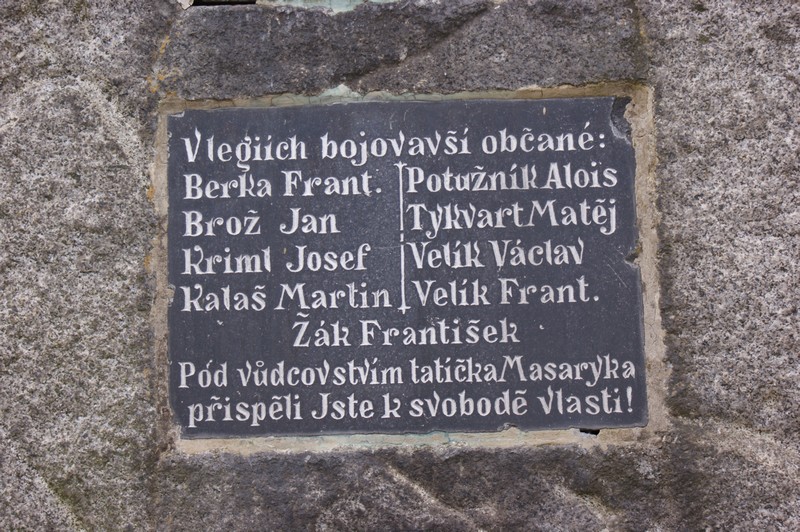 V legiích bojovavší občané:
Berka Frant. Potužník Alois
Brož Jan Tykvart Matěj
Kriml Josef Velík Václav
Kalaš Martin Velík Frant.
Žák František
Pód vůdcovstvím tatíčka Masaryka
přispěli Jste k svobodě vlasti!